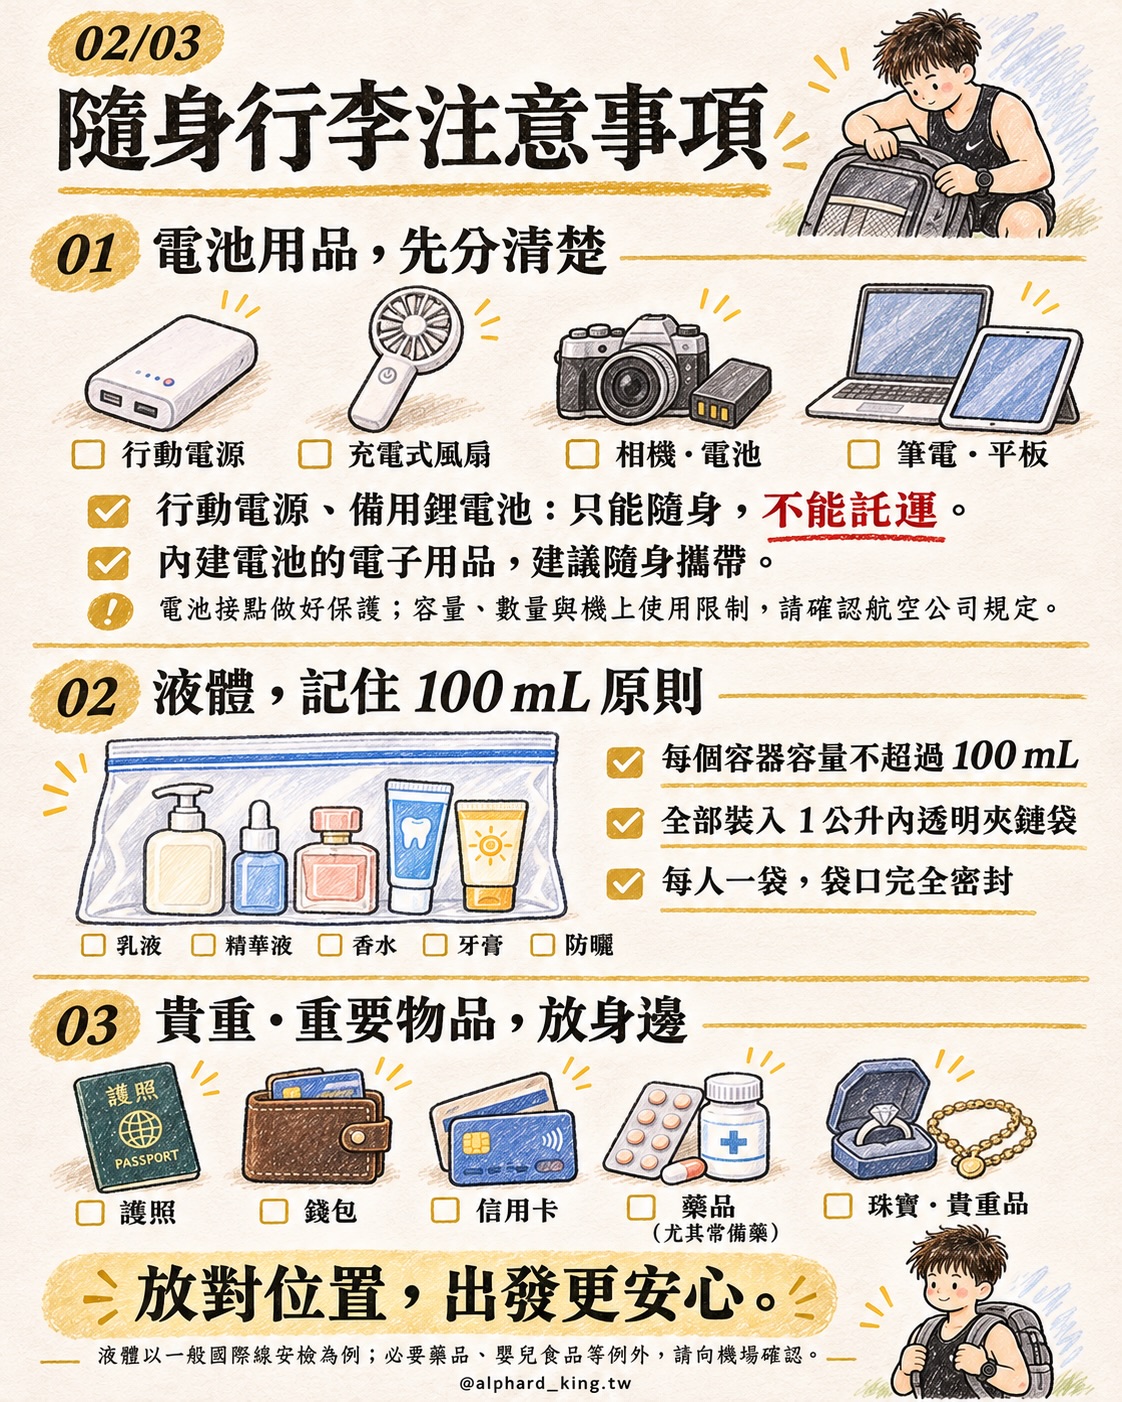 02/03
隨身行李注意事項
01 電池用品，先分清楚
行動電源
充電式風扇
相機・電池
筆電・平板
行動電源、備用鋰電池：只能隨身，不能託運。
內建電池的電子用品，建議隨身攜帶。
! 電池接點做好保護；容量、數量與機上使用限制，請確認航空公司規定。
02 液體，記住 100 mL 原則
每個容器容量不超過 100 mL
全部裝入 1 公升內透明夾鏈袋
每人一袋，袋口完全密封
乳液
精華液
香水
牙膏
防曬
03 貴重・重要物品，放身邊
護照
PASSPORT
護照
錢包
信用卡
藥品
（尤其常備藥）
珠寶・貴重品
放對位置，出發更安心。
液體以一般國際線安檢為例；必要藥品、嬰兒食品等例外，請向機場確認。
@alphard_king.tw